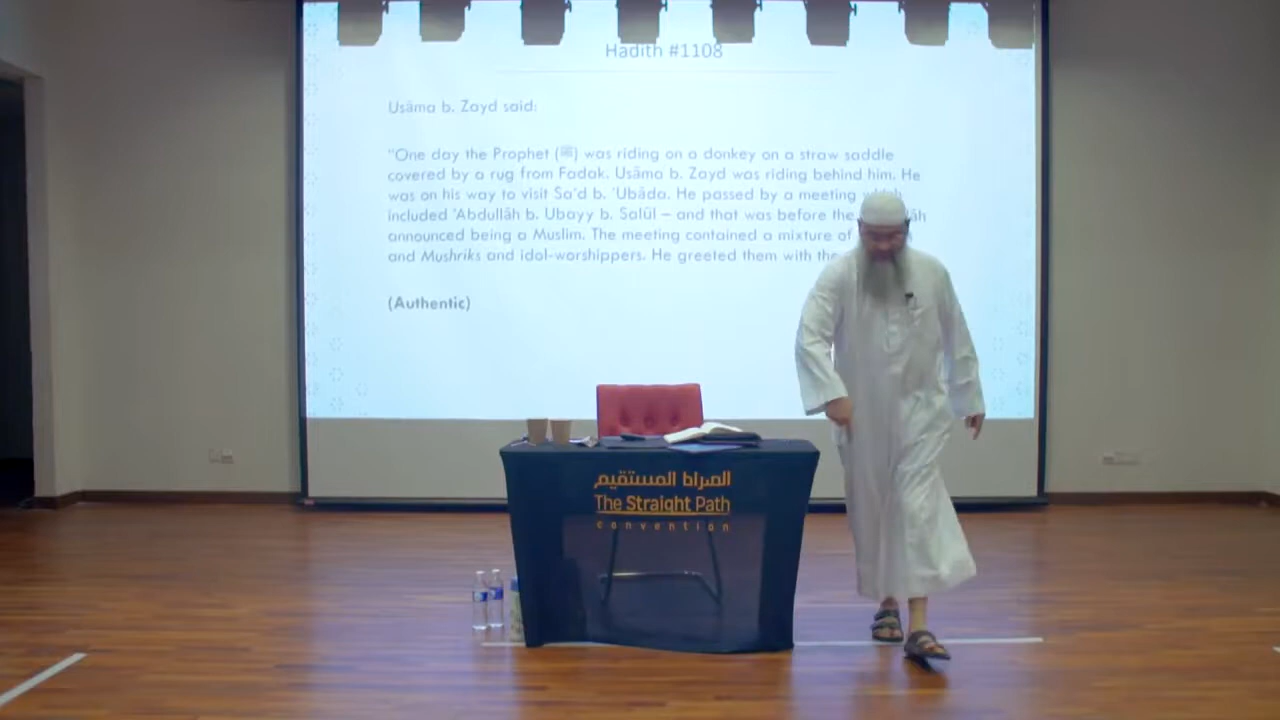 Hadith #1108
Usāma b. Zayd said:
"One day the Prophet (ﷺ) was riding on a donkey on a straw saddle
covered by a rug from Fadak. Usāma b. Zayd was riding behind him. He
was on his way to visit Sa'd b. 'Ubāda. He passed by a meeting which
included 'Abdullāh b. Ubayy b. Salūl – and that was before the
announced being a Muslim. The meeting contained a mixture of
and Mushriks and idol-worshippers. He greeted them with the
(Authentic)
الصراط المستقيم
The Straight Path
convention